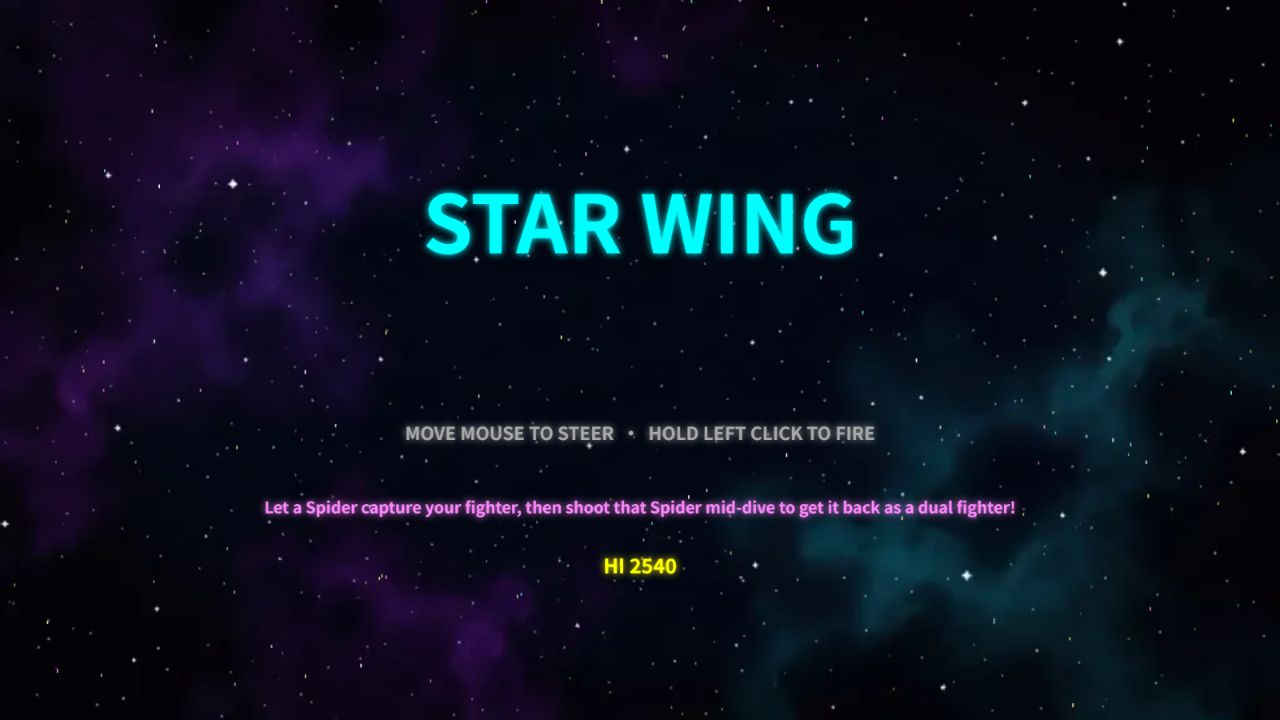 STAR WING
MOVE MOUSE TO STEER • HOLD LEFT CLICK TO FIRE
Let a Spider capture your fighter, then shoot that Spider mid-dive to get it back as a dual fighter!
HI 2540